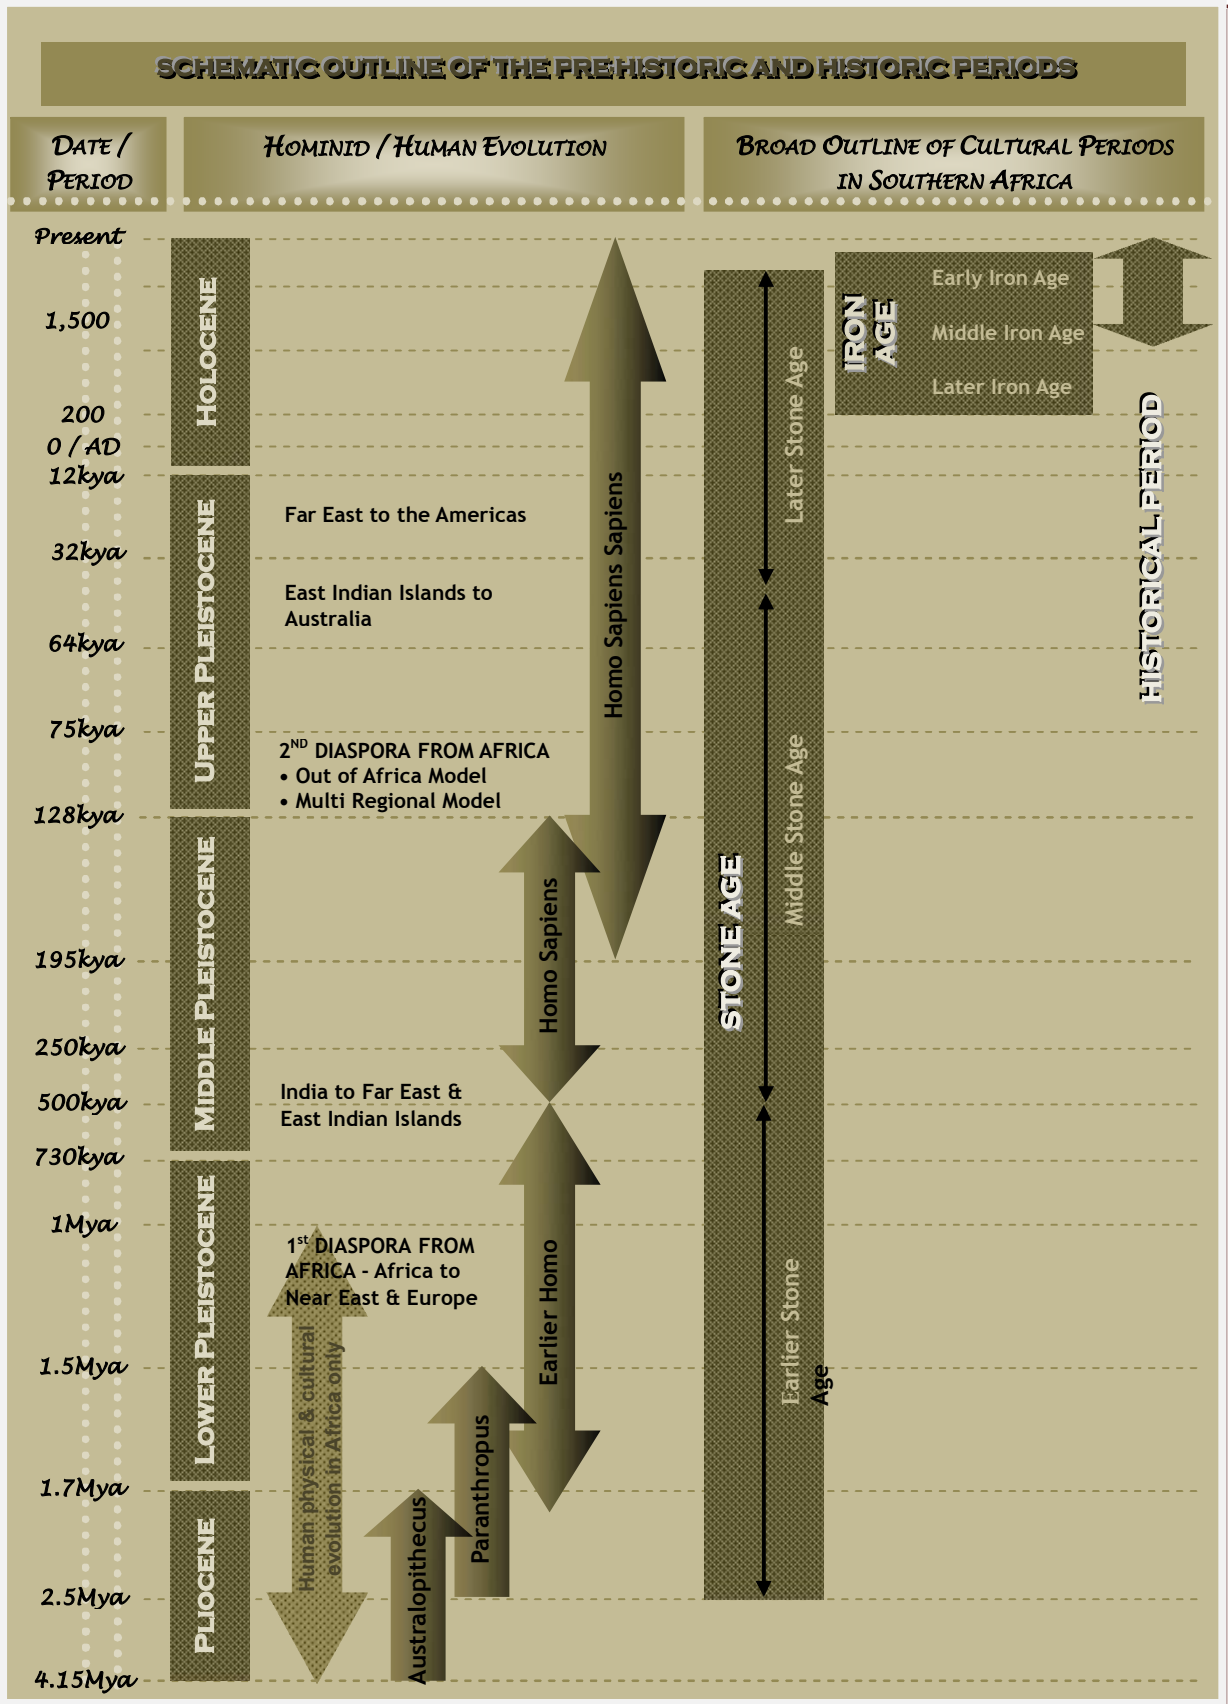 SCHEMATIC OUTLINE OF THE PREHISTORIC AND HISTORIC PERIODS
DATE /
PERIOD
HOMINID / HUMAN EVOLUTION
BROAD OUTLINE OF CULTURAL PERIODS
IN SOUTHERN AFRICA
Present
1,500
200
0 / AD
12kya
32kya
64kya
75kya
128kya
195kya
250kya
500kya
730kya
1Mya
1.5Mya
1.7Mya
2.5Mya
4.15Mya
HOLOCENE
UPPER PLEISTOCENE
MIDDLE PLEISTOCENE
LOWER PLEISTOCENE
PLIOCENE
Far East to the Americas
East Indian Islands to
Australia
2ND DIASPORA FROM AFRICA
• Out of Africa Model
• Multi Regional Model
India to Far East &
East Indian Islands
1st DIASPORA FROM
AFRICA - Africa to
Near East & Europe
Human physical & cultural
evolution in Africa only
Australopithecus
Paranthropus
Earlier Homo
Homo Sapiens
Homo Sapiens Sapiens
STONE AGE
Later Stone Age
Middle Stone Age
Earlier Stone
Age
IRON
AGE
Early Iron Age
Middle Iron Age
Later Iron Age
HISTORICAL PERIOD